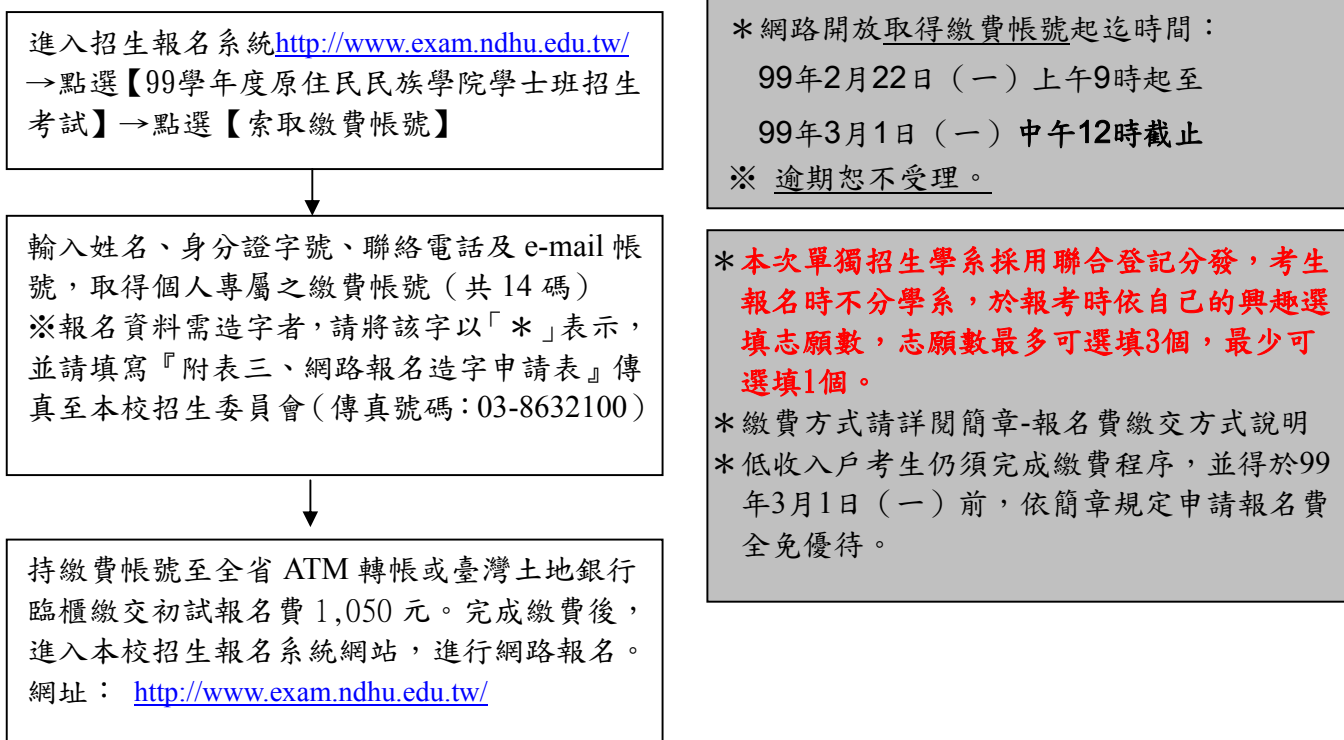 進入招生報名系統http://www.exam.ndhu.edu.tw/
→點選【99學年度原住民民族學院學士班招生
考試】→點選【索取繳費帳號】
輸入姓名、身分證字號、聯絡電話及 e-mail 帳
號，取得個人專屬之繳費帳號（共 14 碼）
※報名資料需造字者，請將該字以「＊」表示，
並請填寫『附表三、網路報名造字申請表』傳
真至本校招生委員會（傳真號碼：03-8632100）
持繳費帳號至全省 ATM 轉帳或臺灣土地銀行
臨櫃繳交初試報名費 1,050 元。完成繳費後，
進入本校招生報名系統網站，進行網路報名。
網址： http://www.exam.ndhu.edu.tw/
＊網路開放取得繳費帳號起迄時間：
99年2月22日（一）上午9時起至
99年3月1日（一）中午12時截止
※ 逾期恕不受理。
＊本次單獨招生學系採用聯合登記分發，考生
報名時不分學系，於報考時依自己的興趣選
填志願數，志願數最多可選填3個，最少可
選填1個。
＊繳費方式請詳閱簡章-報名費繳交方式說明
＊低收入戶考生仍須完成繳費程序，並得於99
年3月1日（一）前，依簡章規定申請報名費
全免優待。